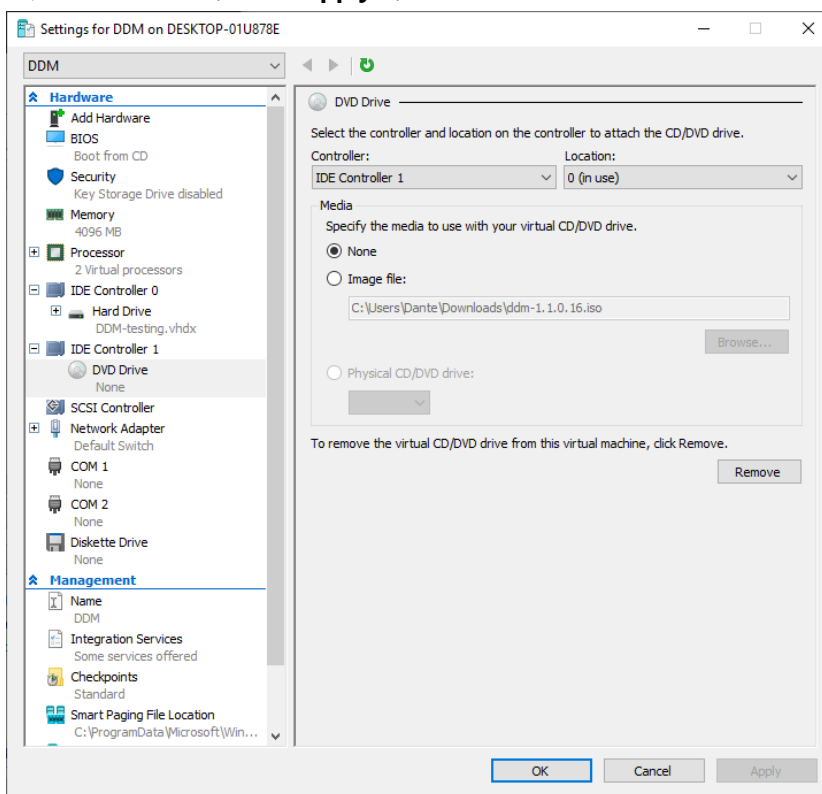 Settings for DDM on DESKTOP-01U878E
DDM
Hardware
Add Hardware
BIOS
Boot from CD
Security
Key Storage Drive disabled
Memory
4096 MB
Processor
2 Virtual processors
IDE Controller 0
Hard Drive
DDM-testing.vhdx
IDE Controller 1
DVD Drive
None
SCSI Controller
Network Adapter
Default Switch
COM 1
None
COM 2
None
Diskette Drive
None
Management
Name
DDM
Integration Services
Some services offered
Checkpoints
Standard
Smart Paging File Location
C:\ProgramData\Microsoft\Win...
DVD Drive
Select the controller and location on the controller to attach the CD/DVD drive.
Controller: Location:
IDE Controller 1 0 (in use)
Media
Specify the media to use with your virtual CD/DVD drive.
None
Image file:
C:\Users\Dante\Downloads\ddm-1.1.0.16.iso
Browse...
Physical CD/DVD drive:
To remove the virtual CD/DVD drive from this virtual machine, click Remove.
Remove
OK Cancel Apply